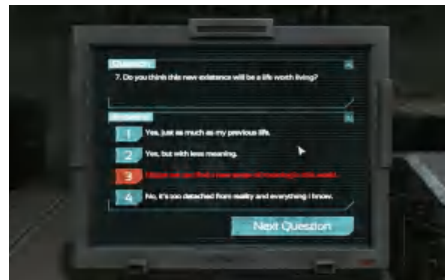 Question
7. Do you think this new existence will be a life worth living?
Answers
1 Yes, just as much as my previous life.
2 Yes, but with less meaning.
3
4 No, it's too detached from reality and everything I know.
Next Question